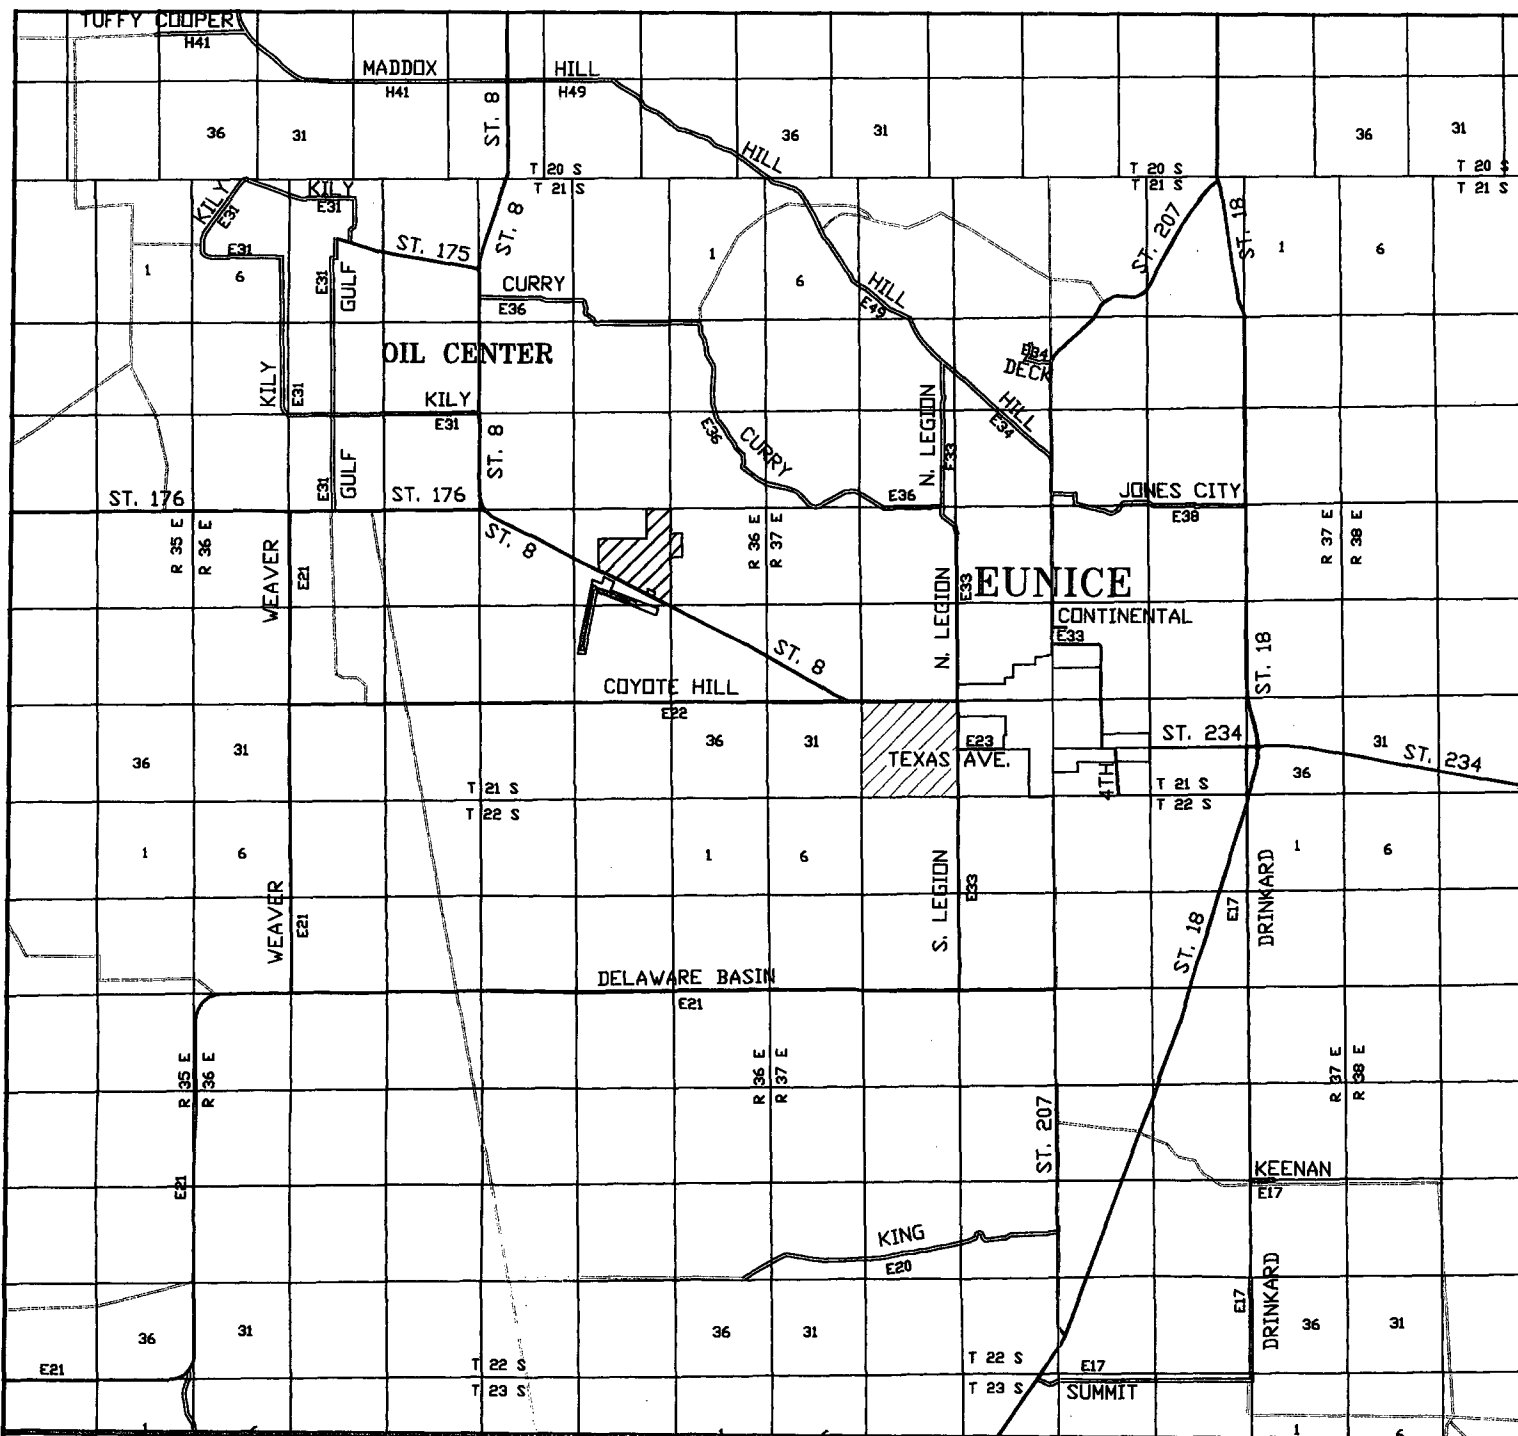 TUFFY COOPER
H41
MADDOX
H41
HILL
H49
ST. 8
36
31
36
31
36
31
HILL
T 20 S
T 21 S
T 20 S
T 21 S
T 20 S
T 21 S
KILY
E31
KILY
E31
E31
ST. 175
ST. 8
ST. 207
ST. 18
1
6
1
6
1
6
E31
GULF
CURRY
E36
HILL
E49
OIL CENTER
E34
DECK
KILY
E31
KILY
E31
ST. 8
E36
CURRY
N. LEGION
E33
HILL
E34
ST. 176
E31
GULF
ST. 176
E36
JONES CITY
E38
R 35 E
R 36 E
R 36 E
R 37 E
R 37 E
R 38 E
WEAVER
E21
ST. 8
EUNICE
N. LEGION
E33
CONTINENTAL
E33
ST. 8
ST. 18
COYOTE HILL
E22
36
31
36
31
E23
TEXAS AVE.
ST. 234
31
ST. 234
36
4TH
T 21 S
T 22 S
T 21 S
T 22 S
1
6
1
6
1
6
WEAVER
E21
S. LEGION
E33
ST. 18
E17
DRINKARD
DELAWARE BASIN
E21
R 35 E
R 36 E
R 36 E
R 37 E
R 37 E
R 38 E
ST. 207
E21
KEENAN
E17
KING
E20
E17
DRINKARD
36
31
36
31
36
31
E21
T 22 S
T 23 S
T 22 S
T 23 S
E17
SUMMIT
1
1
1
6